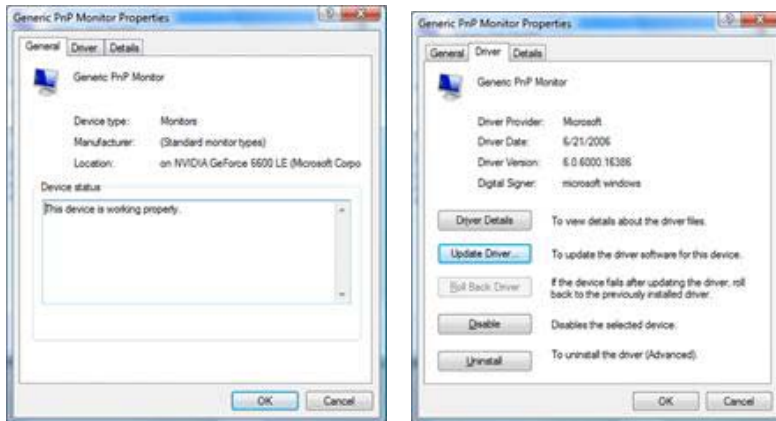 Generic PnP Monitor Properties
General Driver Details
Generic PnP Monitor
Device type: Monitors
Manufacturer: (Standard monitor types)
Location: on NVIDIA GeForce 6600 LE (Microsoft Corpo
Device status
This device is working properly.
OK Cancel
Generic PnP Monitor Properties
General Driver Details
Generic PnP Monitor
Driver Provider: Microsoft
Driver Date: 6/21/2006
Driver Version: 6.0.6000.16386
Digital Signer: microsoft windows
Driver Details To view details about the driver files.
Update Driver... To update the driver software for this device.
Roll Back Driver If the device fails after updating the driver, roll
back to the previously installed driver.
Disable Disables the selected device.
Uninstall To uninstall the driver (Advanced).
OK Cancel